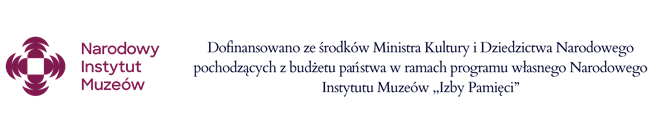 Narodowy
Instytut
Muzeów
Dofinansowano ze środków Ministra Kultury i Dziedzictwa Narodowego
pochodzących z budżetu państwa w ramach programu własnego Narodowego
Instytutu Muzeów „Izby Pamięci”